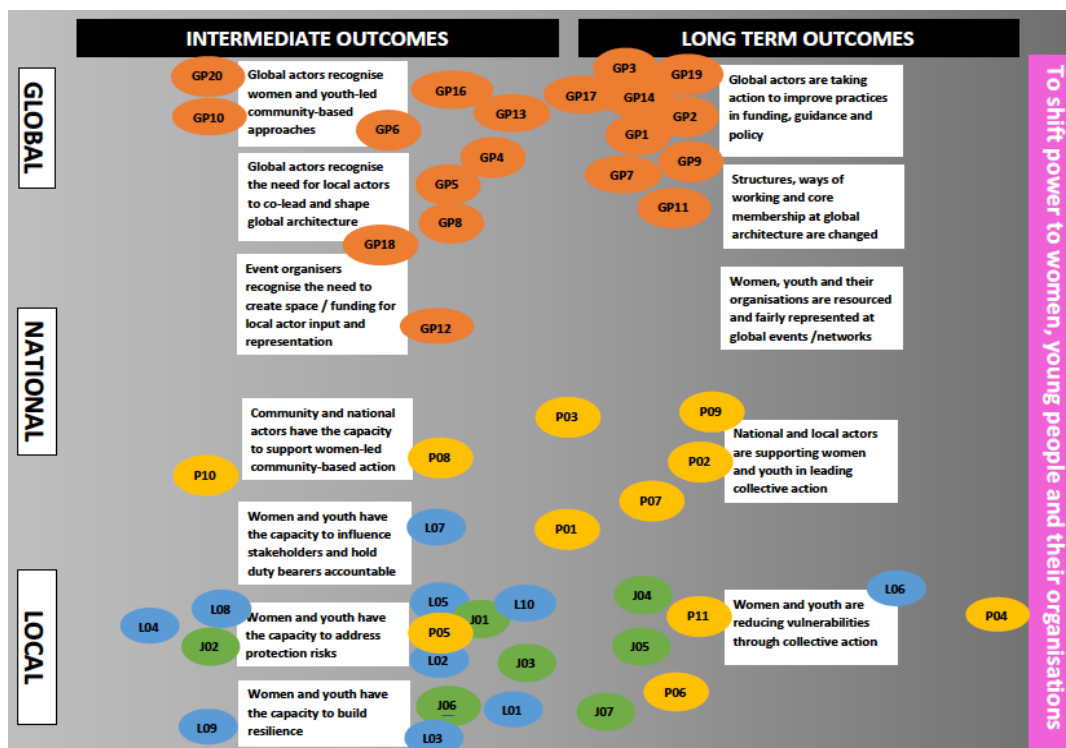 INTERMEDIATE OUTCOMES
LONG TERM OUTCOMES
GLOBAL
NATIONAL
LOCAL
To shift power to women, young people and their organisations
GP20
GP10
Global actors recognise
women and youth-led
community-based
approaches
GP6
GP16
GP13
GP17
GP3
GP19
GP14
GP2
GP1
Global actors are taking
action to improve practices
in funding, guidance and
policy
Global actors recognise
the need for local actors
to co-lead and shape
global architecture
GP4
GP5
GP8
GP18
GP7
GP9
GP11
Structures, ways of
working and core
membership at global
architecture are changed
Event organisers
recognise the need to
create space / funding for
local actor input and
representation
GP12
Women, youth and their
organisations are resourced
and fairly represented at
global events /networks
Community and national
actors have the capacity
to support women-led
community-based action
P10
P08
P03
P09
P02
P07
National and local actors
are supporting women
and youth in leading
collective action
Women and youth have
the capacity to influence
stakeholders and hold
duty bearers accountable
L07
P01
L04
L08
J02
Women and youth have
the capacity to address
protection risks
L05
J01
L10
P05
L02
J03
J04
P11
J05
Women and youth are
reducing vulnerabilities
through collective action
L06
P04
L09
Women and youth have
the capacity to build
resilience
J06
L01
L03
J07
P06